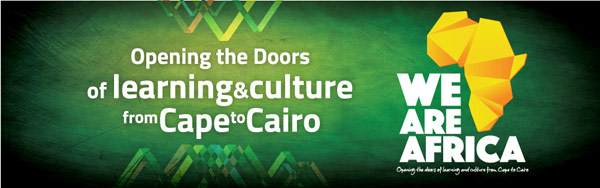 Opening the Doors
of learning&culture
from Cape to Cairo
WE
ARE
AFRICA
Opening the doors of learning and culture from Cape to Cairo